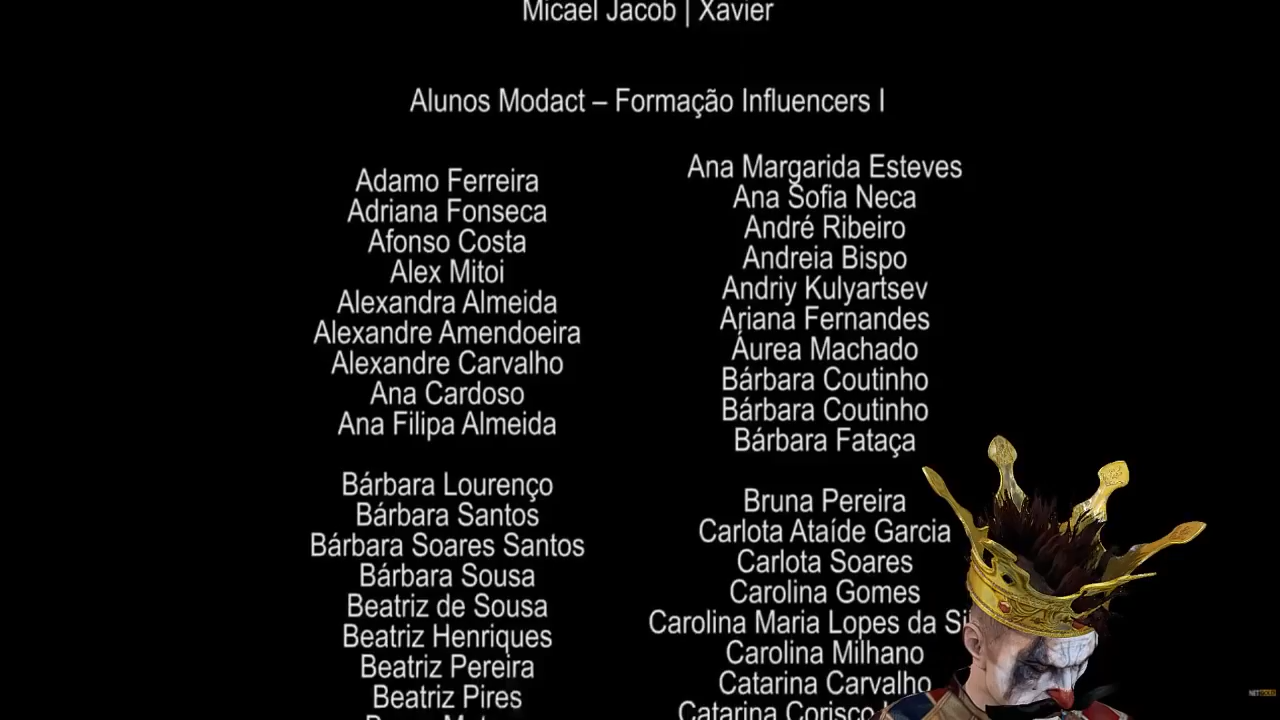 Micael Jacob | Xavier
Alunos Modact – Formação Influencers I
Adamo Ferreira
Adriana Fonseca
Afonso Costa
Alex Mitoi
Alexandra Almeida
Alexandre Amendoeira
Alexandre Carvalho
Ana Cardoso
Ana Filipa Almeida
Ana Margarida Esteves
Ana Sofia Neca
André Ribeiro
Andreia Bispo
Andriy Kulyartsev
Ariana Fernandes
Áurea Machado
Bárbara Coutinho
Bárbara Coutinho
Bárbara Fataça
Bárbara Lourenço
Bárbara Santos
Bárbara Soares Santos
Bárbara Sousa
Beatriz de Sousa
Beatriz Henriques
Beatriz Pereira
Beatriz Pires
Bruna Pereira
Carlota Ataíde Garcia
Carlota Soares
Carolina Gomes
Carolina Maria Lopes da
Carolina Milhano
Catarina Carvalho
Catarina Corisco